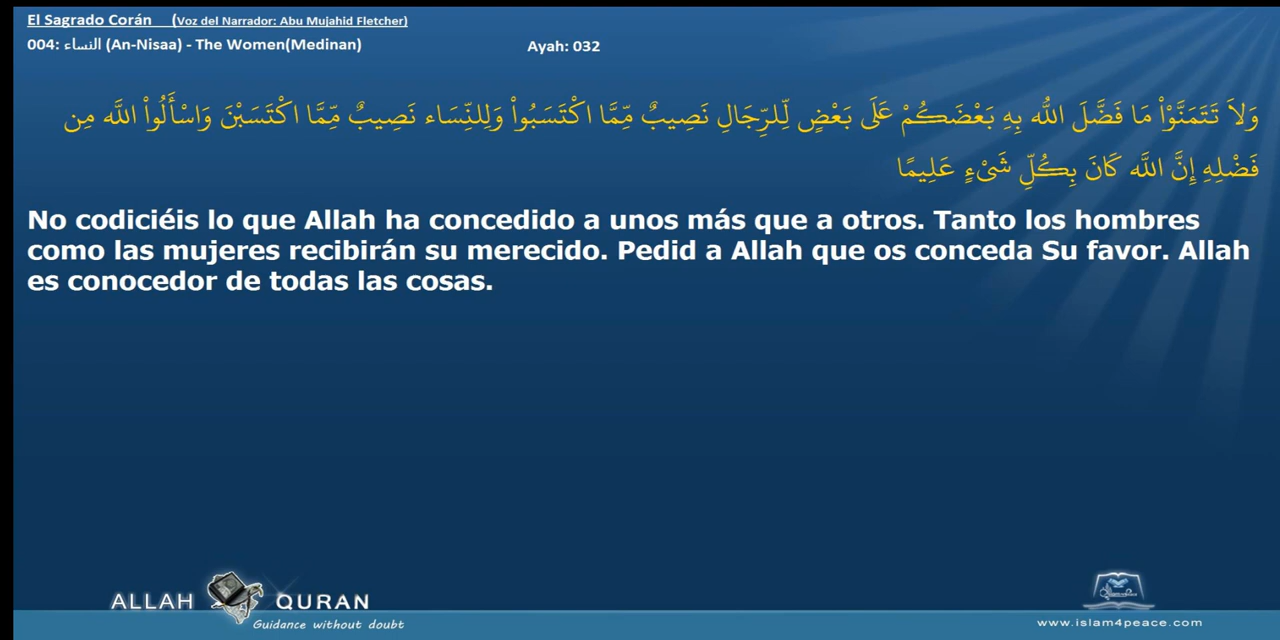 El Sagrado Corán (Voz del Narrador: Abu Mujahid Fletcher)
004: النساء (An-Nisaa) - The Women(Medinan) Ayah: 032
وَلاَ تَتَمَنَّوْاْ مَا فَضَّلَ اللّهُ بِهِ بَعْضَكُمْ عَلَى بَعْضٍ لِّلرِّجَالِ نَصِيبٌ مِّمَّا اكْتَسَبُواْ وَلِلنِّسَاء نَصِيبٌ مِّمَّا اكْتَسَبْنَ وَاسْأَلُواْ اللّهَ مِن
فَضْلِهِ إِنَّ اللّهَ كَانَ بِكُلِّ شَيْءٍ عَلِيمًا
No codiciéis lo que Allah ha concedido a unos más que a otros. Tanto los hombres
como las mujeres recibirán su merecido. Pedid a Allah que os conceda Su favor. Allah
es conocedor de todas las cosas.
ALLAH QURAN
Guidance without doubt
www.islam4peace.com